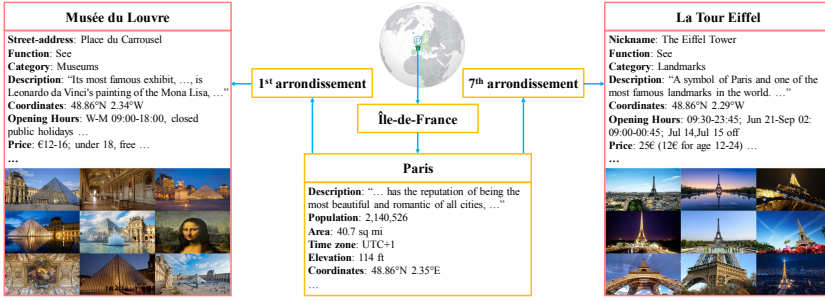 Musée du Louvre
Street-address: Place du Carrousel
Function: See
Category: Museums
Description: “Its most famous exhibit, …, is
Leonardo da Vinci's painting of the Mona Lisa, …”
Coordinates: 48.86°N 2.34°W
Opening Hours: W-M 09:00-18:00, closed
public holidays …
Price: €12-16; under 18, free …
…
1st arrondissement
7th arrondissement
Île-de-France
Paris
Description: “… has the reputation of being the
most beautiful and romantic of all cities, …”
Population: 2,140,526
Area: 40.7 sq mi
Time zone: UTC+1
Elevation: 114 ft
Coordinates: 48.86°N 2.35°E
…
La Tour Eiffel
Nickname: The Eiffel Tower
Function: See
Category: Landmarks
Description: “A symbol of Paris and one of the
most famous landmarks in the world. …”
Coordinates: 48.86°N 2.29°W
Opening Hours: 09:30-23:45; Jun 21-Sep 02:
09:00-00:45; Jul 14,Jul 15 off
Price: 25€ (12€ for age 12-24) …
…